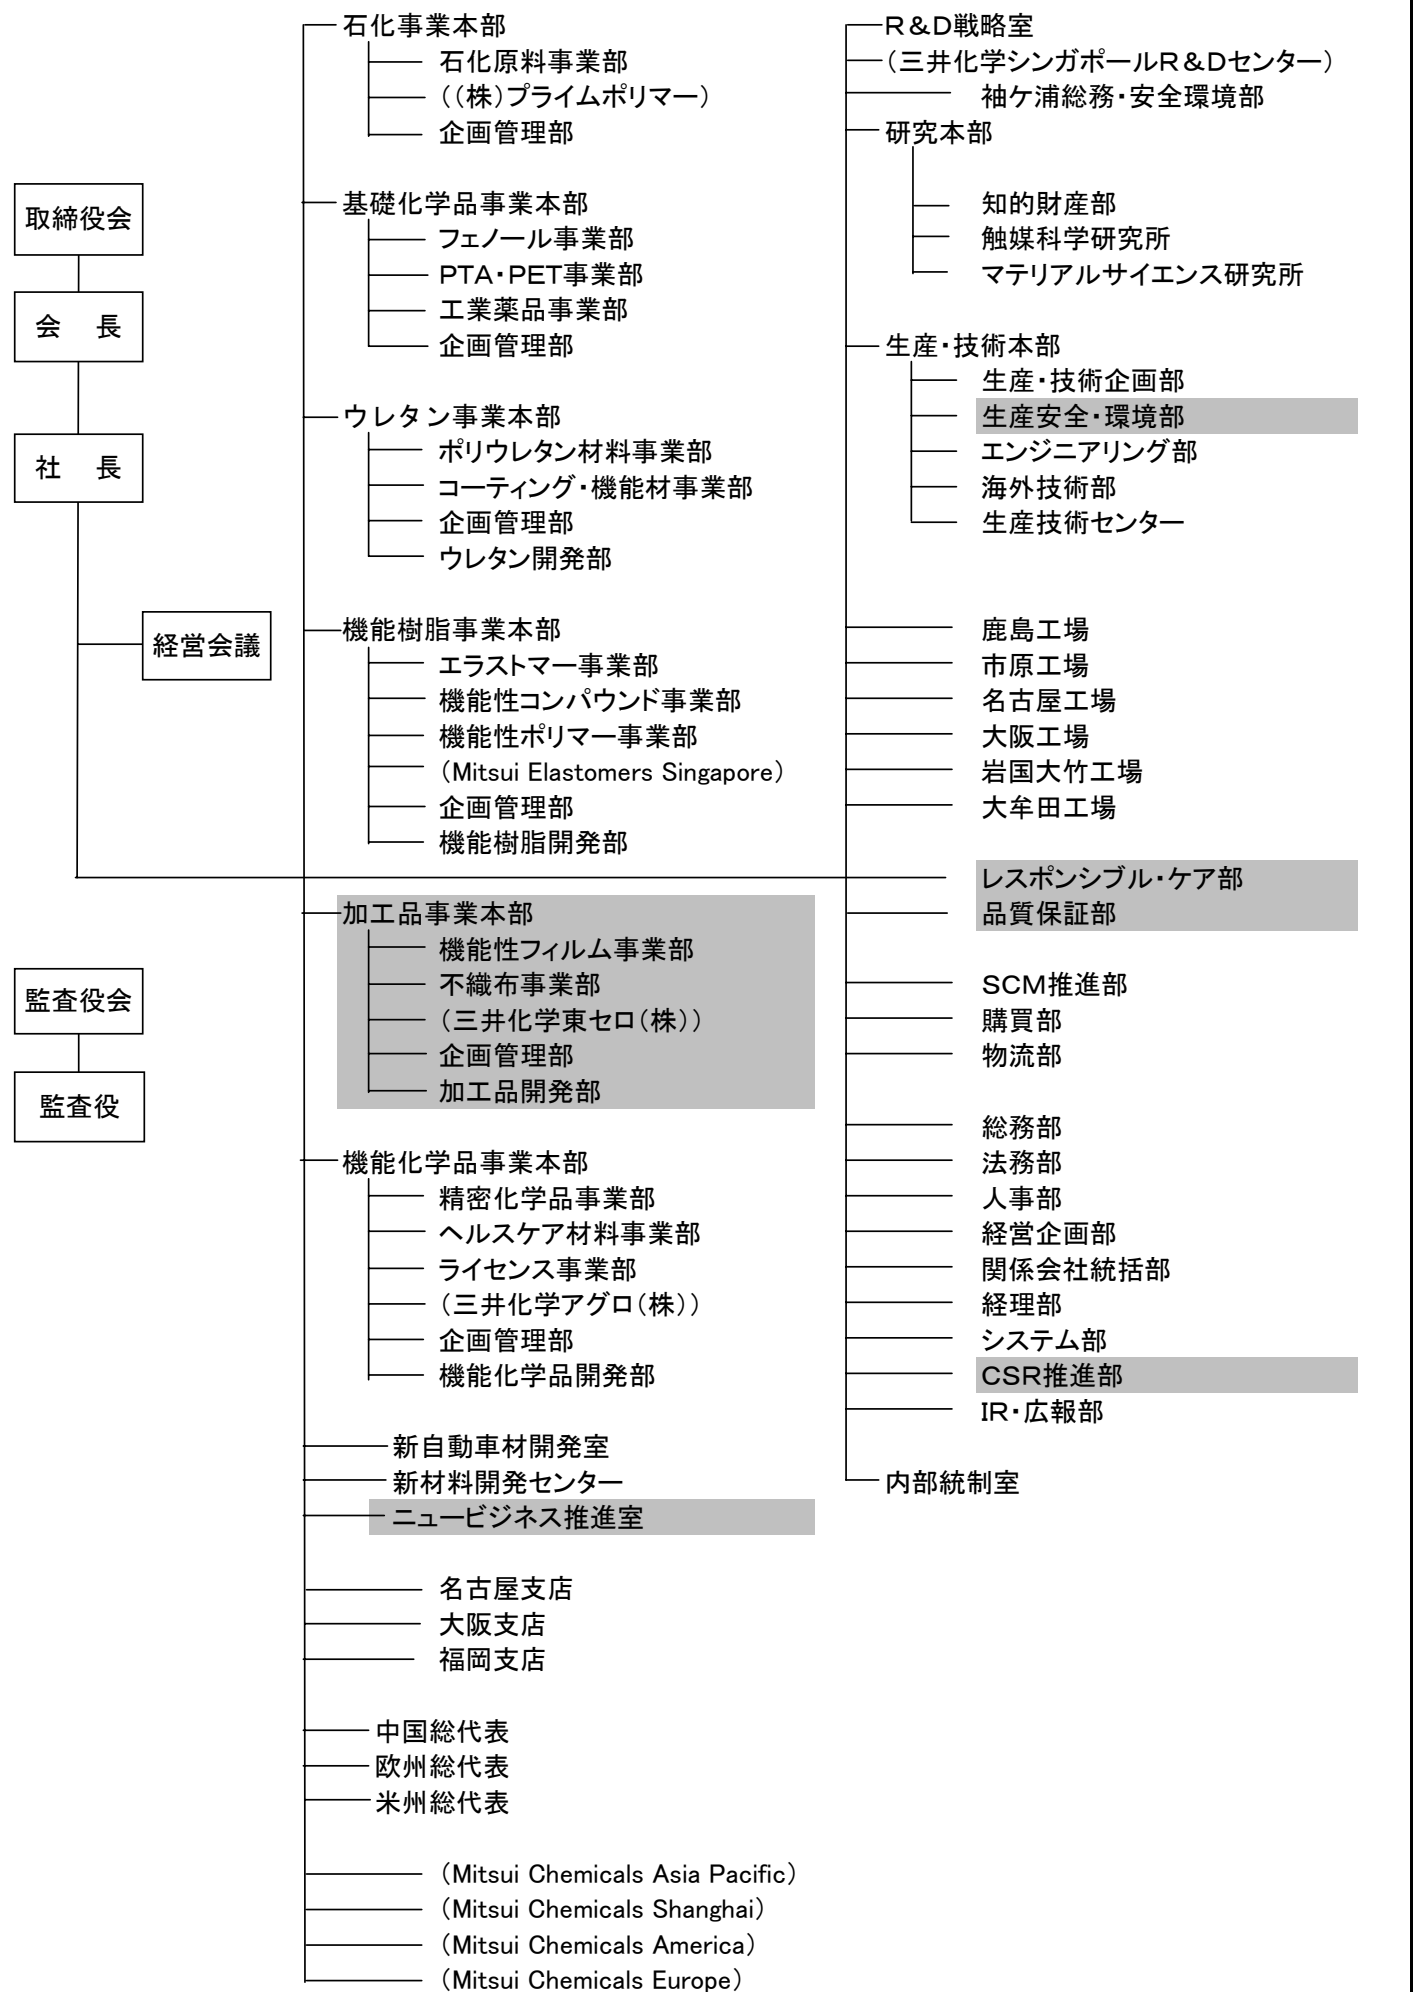 取締役会
会　長
社　長
経営会議
監査役会
監査役
石化事業本部
石化原料事業部
（（株）プライムポリマー）
企画管理部
基礎化学品事業本部
フェノール事業部
PTA・PET事業部
工業薬品事業部
企画管理部
ウレタン事業本部
ポリウレタン材料事業部
コーティング・機能材事業部
企画管理部
ウレタン開発部
機能樹脂事業本部
エラストマー事業部
機能性コンパウンド事業部
機能性ポリマー事業部
（Mitsui Elastomers Singapore）
企画管理部
機能樹脂開発部
加工品事業本部
機能性フィルム事業部
不織布事業部
（三井化学東セロ（株））
企画管理部
加工品開発部
機能化学品事業本部
精密化学品事業部
ヘルスケア材料事業部
ライセンス事業部
（三井化学アグロ（株））
企画管理部
機能化学品開発部
新自動車材開発室
新材料開発センター
ニュービジネス推進室
名古屋支店
大阪支店
福岡支店
中国総代表
欧州総代表
米州総代表
（Mitsui Chemicals Asia Pacific）
（Mitsui Chemicals Shanghai）
（Mitsui Chemicals America）
（Mitsui Chemicals Europe）
R＆D戦略室
（三井化学シンガポールR＆Dセンター）
袖ケ浦総務・安全環境部
研究本部
知的財産部
触媒科学研究所
マテリアルサイエンス研究所
生産・技術本部
生産・技術企画部
生産安全・環境部
エンジニアリング部
海外技術部
生産技術センター
鹿島工場
市原工場
名古屋工場
大阪工場
岩国大竹工場
大牟田工場
レスポンシブル・ケア部
品質保証部
SCM推進部
購買部
物流部
総務部
法務部
人事部
経営企画部
関係会社統括部
経理部
システム部
CSR推進部
IR・広報部
内部統制室